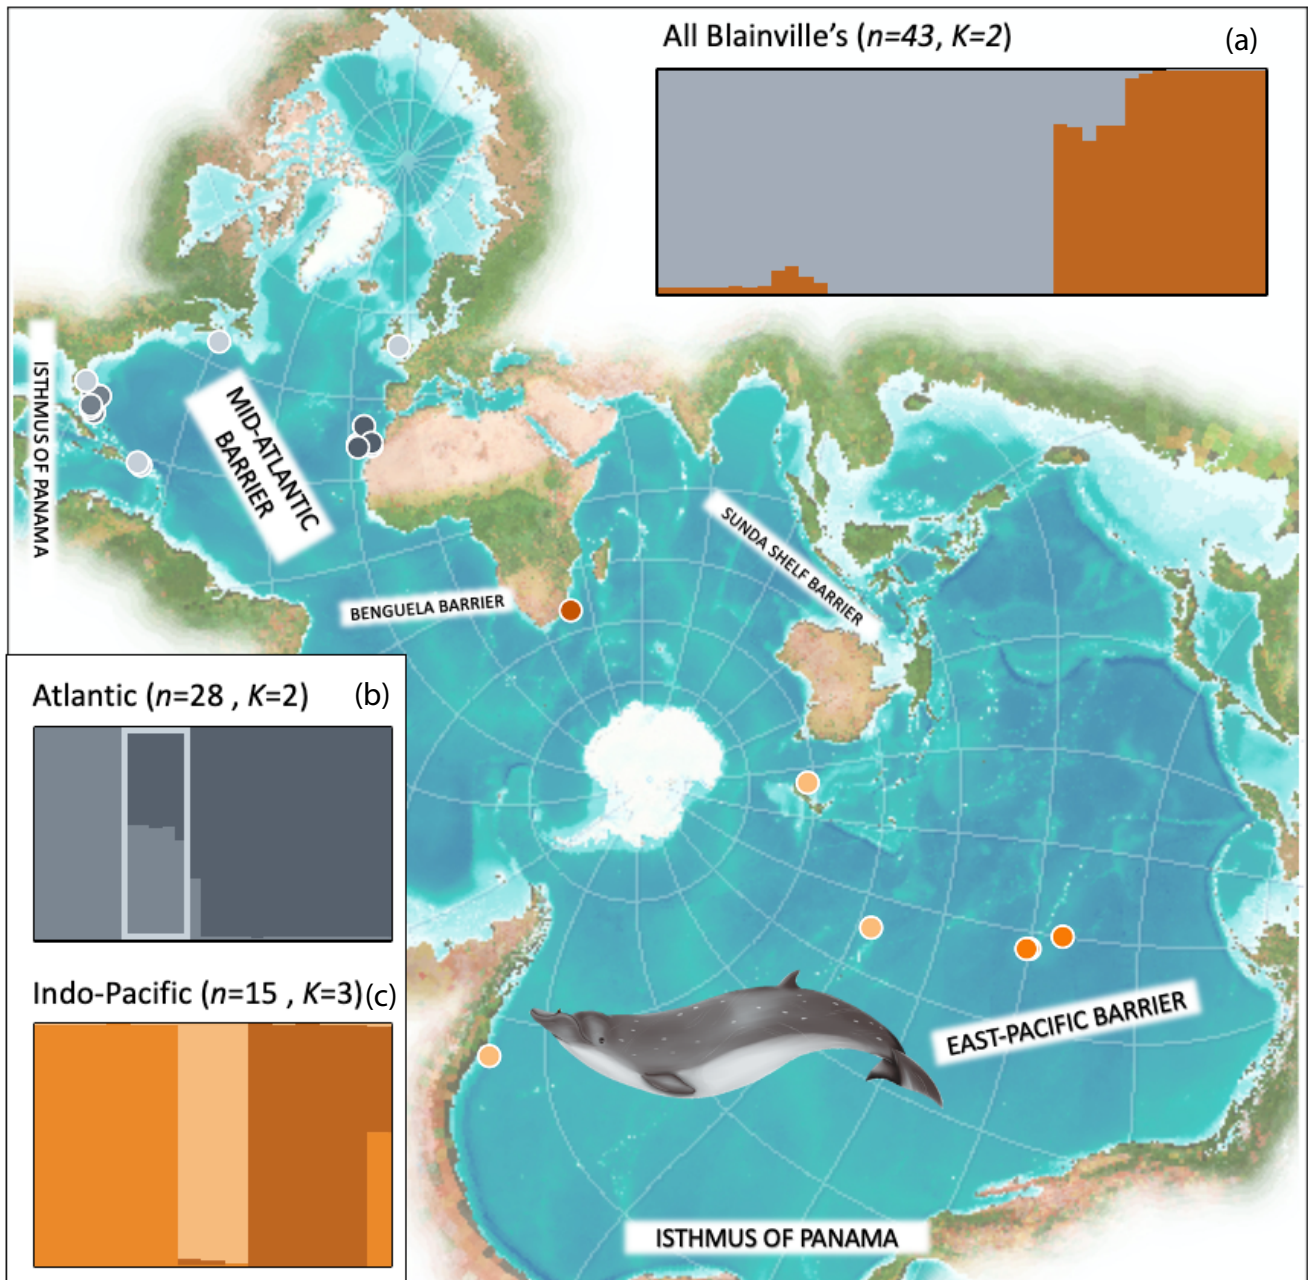 All Blainville’s (n=43, K=2)
(a)
ISTHMUS OF PANAMA
MID-ATLANTIC
BARRIER
SUNDA SHELF BARRIER
BENGUELA BARRIER
Atlantic (n=28 , K=2)
(b)
Indo-Pacific (n=15 , K=3)
(c)
EAST-PACIFIC BARRIER
ISTHMUS OF PANAMA